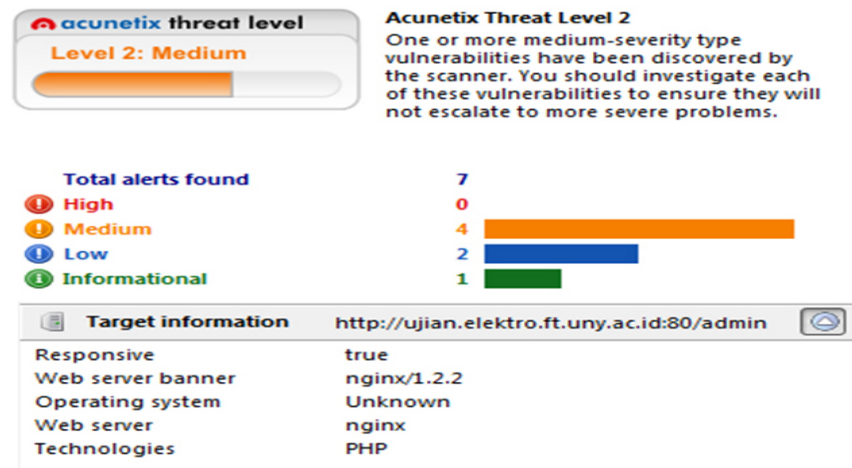 acunetix threat level
Level 2: Medium
Acunetix Threat Level 2
One or more medium-severity type
vulnerabilities have been discovered by
the scanner. You should investigate each
of these vulnerabilities to ensure they will
not escalate to more severe problems.
Total alerts found 7
High 0
Medium 4
Low 2
Informational 1
Target information http://ujian.elektro.ft.uny.ac.id:80/admin
Responsive true
Web server banner nginx/1.2.2
Operating system Unknown
Web server nginx
Technologies PHP